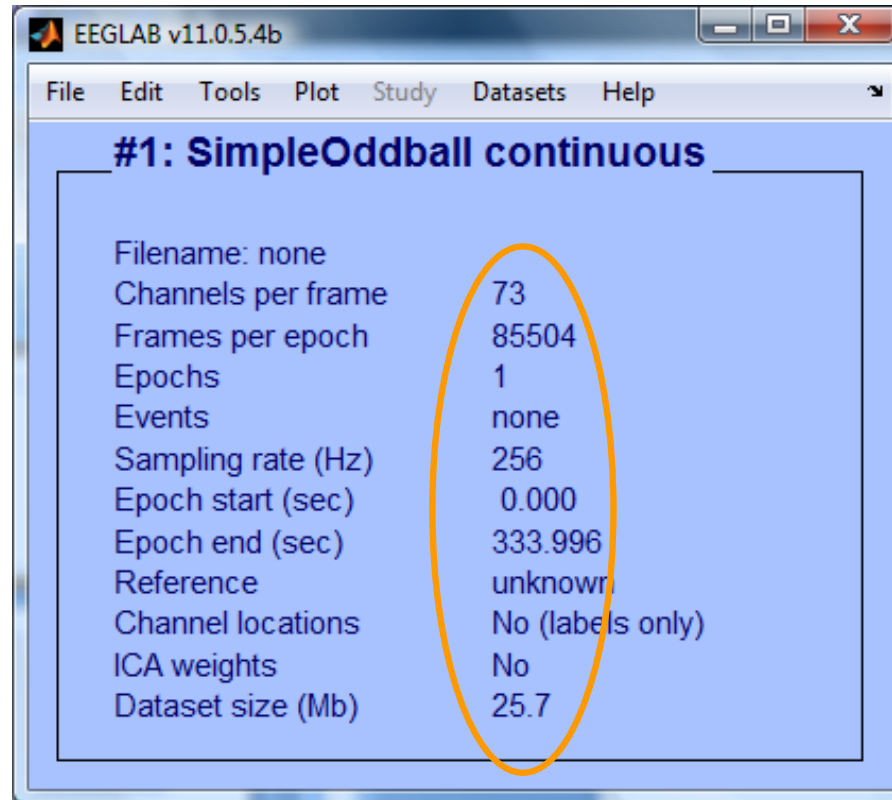 EEGLAB v11.0.5.4b
File Edit Tools Plot Study Datasets Help
#1: SimpleOddball continuous
Filename: none
Channels per frame 73
Frames per epoch 85504
Epochs 1
Events none
Sampling rate (Hz) 256
Epoch start (sec) 0.000
Epoch end (sec) 333.996
Reference unknown
Channel locations No (labels only)
ICA weights No
Dataset size (Mb) 25.7